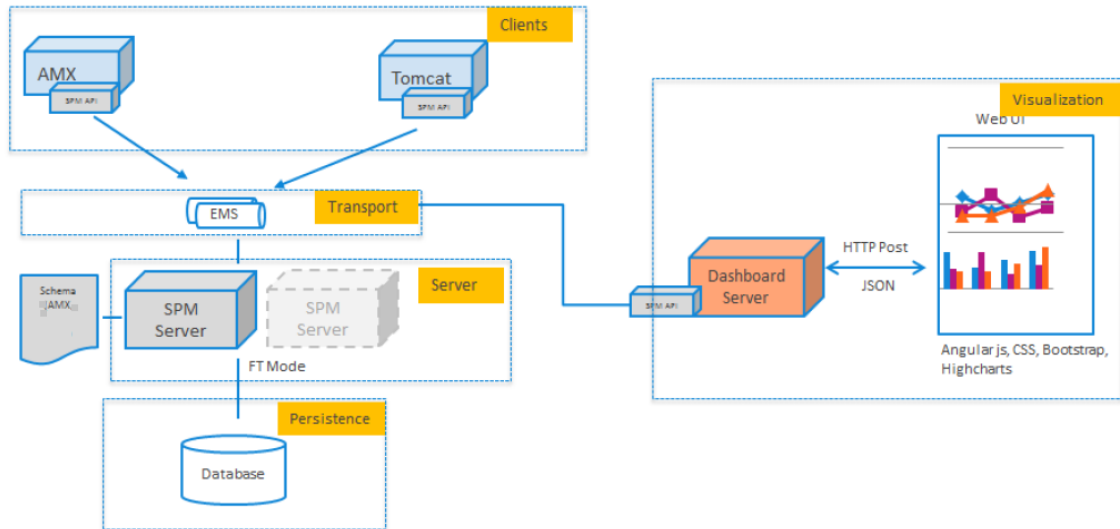 Clients
AMX
SPM API
Tomcat
SPM API
Transport
EMS
Server
Schema
AMX
SPM
Server
SPM
Server
FT Mode
Persistence
Database
Visualization
Web UI
Dashboard
Server
SPM API
HTTP Post
JSON
Angular js, CSS, Bootstrap,
Highcharts